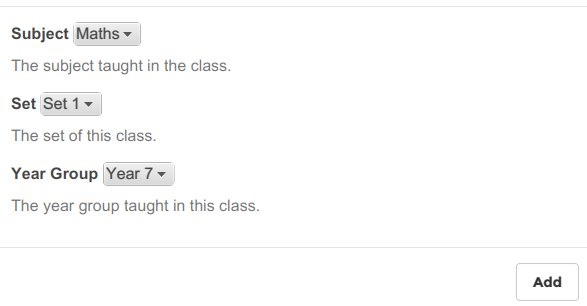 Subject Maths
The subject taught in the class.
Set Set 1
The set of this class.
Year Group Year 7
The year group taught in this class.
Add